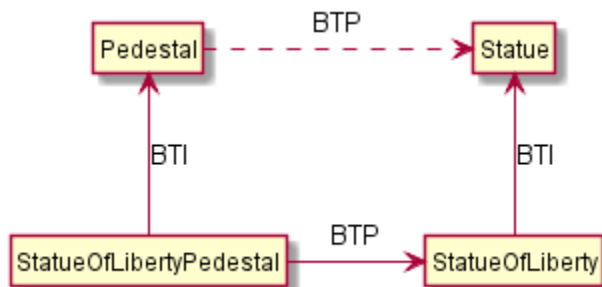 BTP
Pedestal
Statue
BTI
BTI
BTP
StatueOfLibertyPedestal
StatueOfLiberty